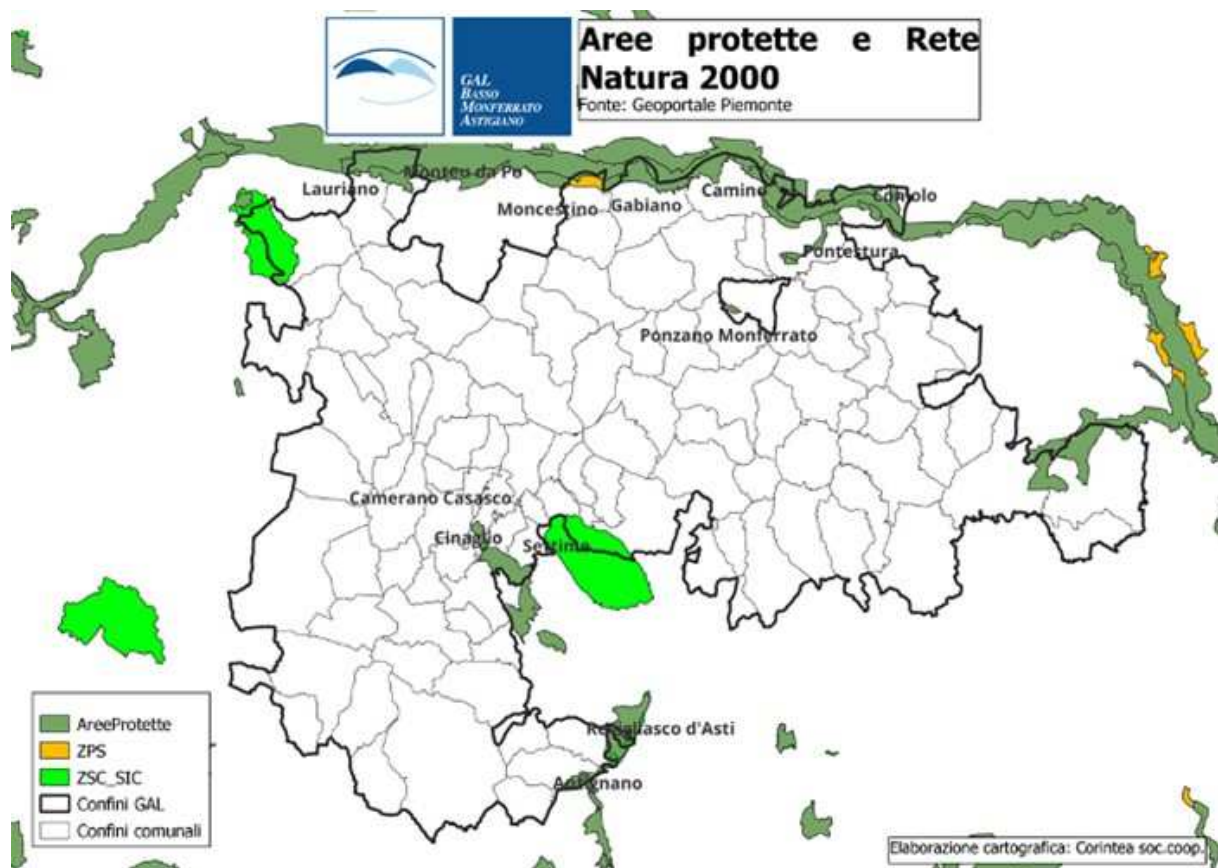 GAL
BASSO
MONFERRATO
ASTIGIANO
Aree protette e Rete
Natura 2000
Fonte: Geoportale Piemonte
Monteu da Po
Lauriano
Camino
Coniolo
Moncestino
Gabiano
Pontestura
Ponzano Monferrato
Camerano Casasco
Cinaglio
Settime
Revigliasco d'Asti
Antignano
AreeProtette
ZPS
ZSC_SIC
Confini GAL
Confini comunali
Elaborazione cartografica: Corintea soc.coop.